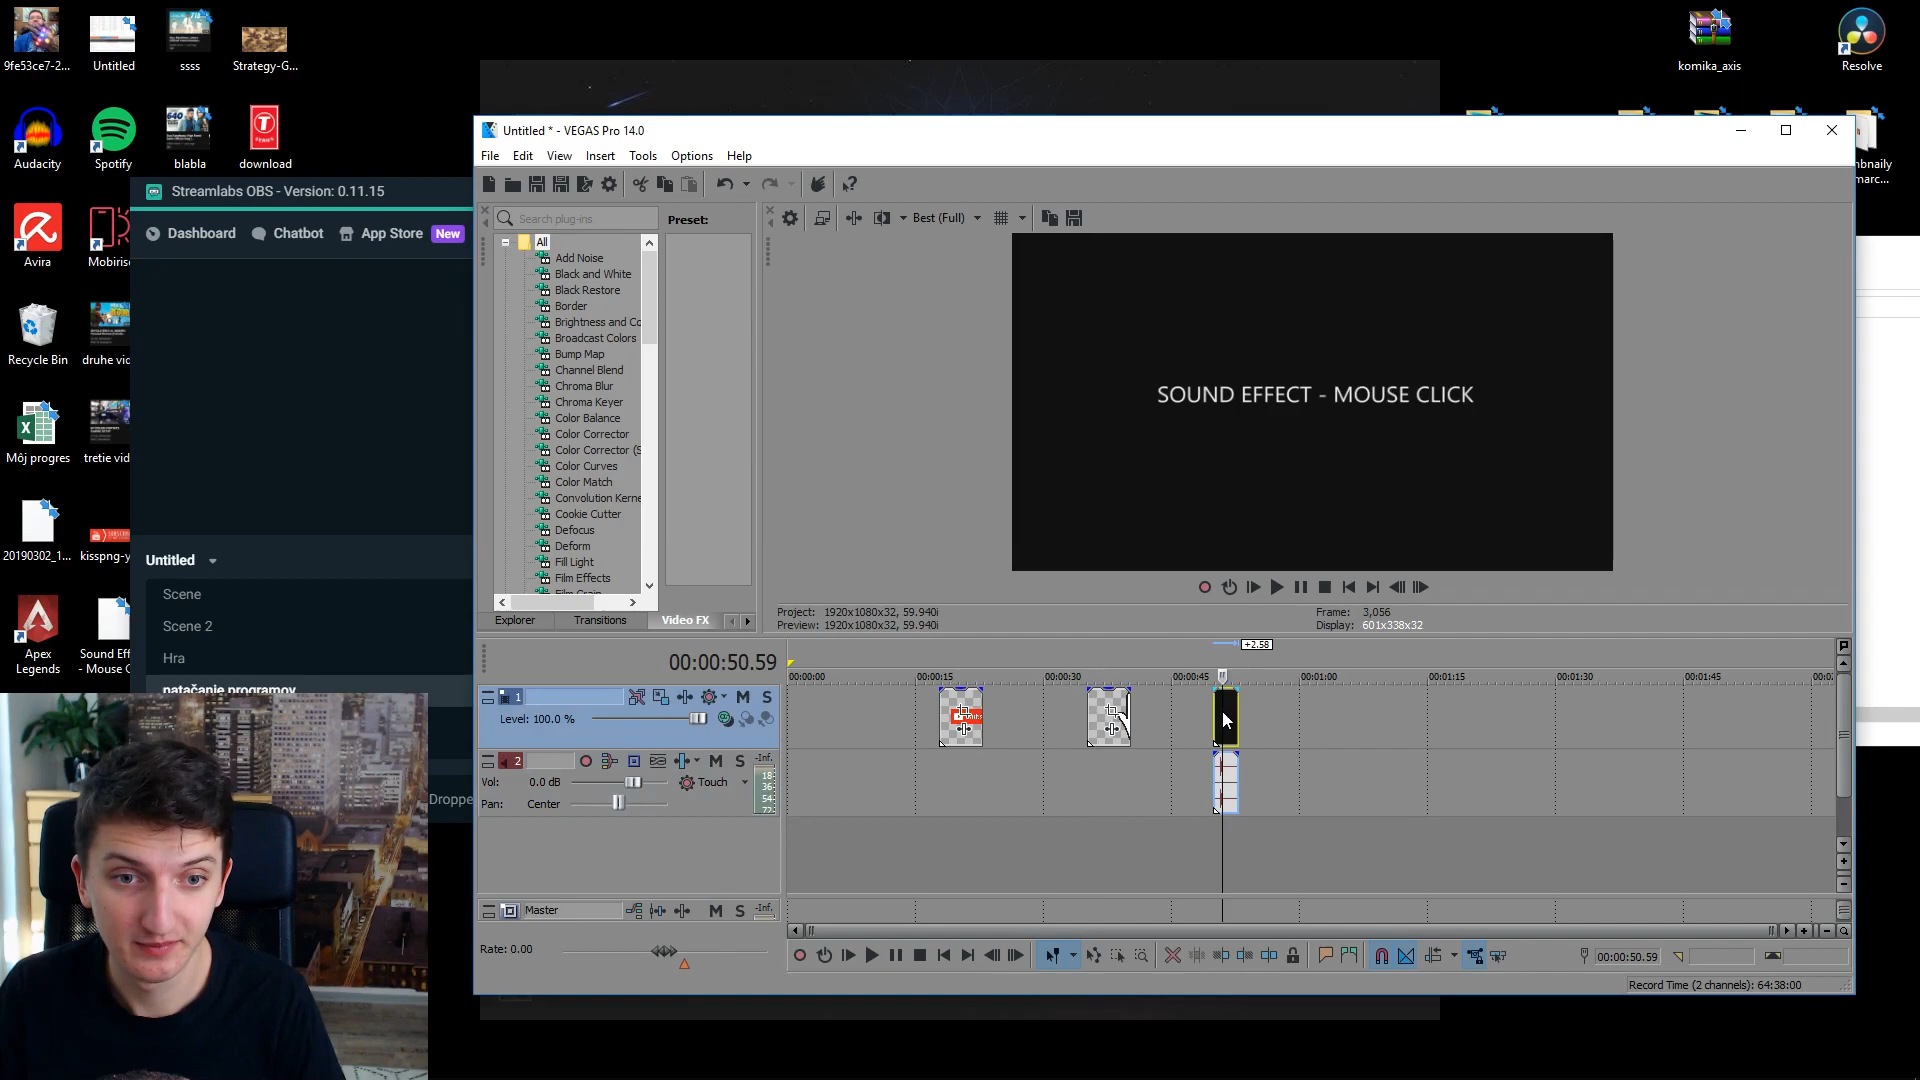 9fe53ce7-2...
Untitled
ssss
Strategy-G...
komika_axis
Resolve
Audacity
Spotify
blabla
download
Avira
Mobiris
Recycle Bin
druhe vid
Môj progres
tretie vid
20190302_1...
kisspng-y
Apex
Legends
Sound Eff
- Mouse C
mbnaily
marc...
Streamlabs OBS - Version: 0.11.15
Dashboard
Chatbot
App Store
New
Untitled
Scene
Scene 2
Hra
natačanie programov
Droppe
Untitled * - VEGAS Pro 14.0
File
Edit
View
Insert
Tools
Options
Help
Search plug-ins
Preset:
Best (Full)
All
Add Noise
Black and White
Black Restore
Border
Brightness and Co
Broadcast Colors
Bump Map
Channel Blend
Chroma Blur
Chroma Keyer
Color Balance
Color Corrector
Color Corrector (S
Color Curves
Color Match
Convolution Kerne
Cookie Cutter
Defocus
Deform
Fill Light
Film Effects
Film Grain
Explorer
Transitions
Video FX
SOUND EFFECT - MOUSE CLICK
Project: 1920x1080x32, 59.940i
Preview: 1920x1080x32, 59.940i
Frame: 3,056
Display: 601x338x32
+2.58
00:00:50.59
00:00:00
00:00:15
00:00:30
00:00:45
00:01:00
00:01:15
00:01:30
00:01:45
00:02
1
M
S
Level: 100.0 %
2
M
S
-Inf.
Vol:
0.0 dB
Touch
18
36
54
72
Pan:
Center
Master
M
S
-Inf.
Rate: 0.00
00:00:50.59
Record Time (2 channels): 64:38:00